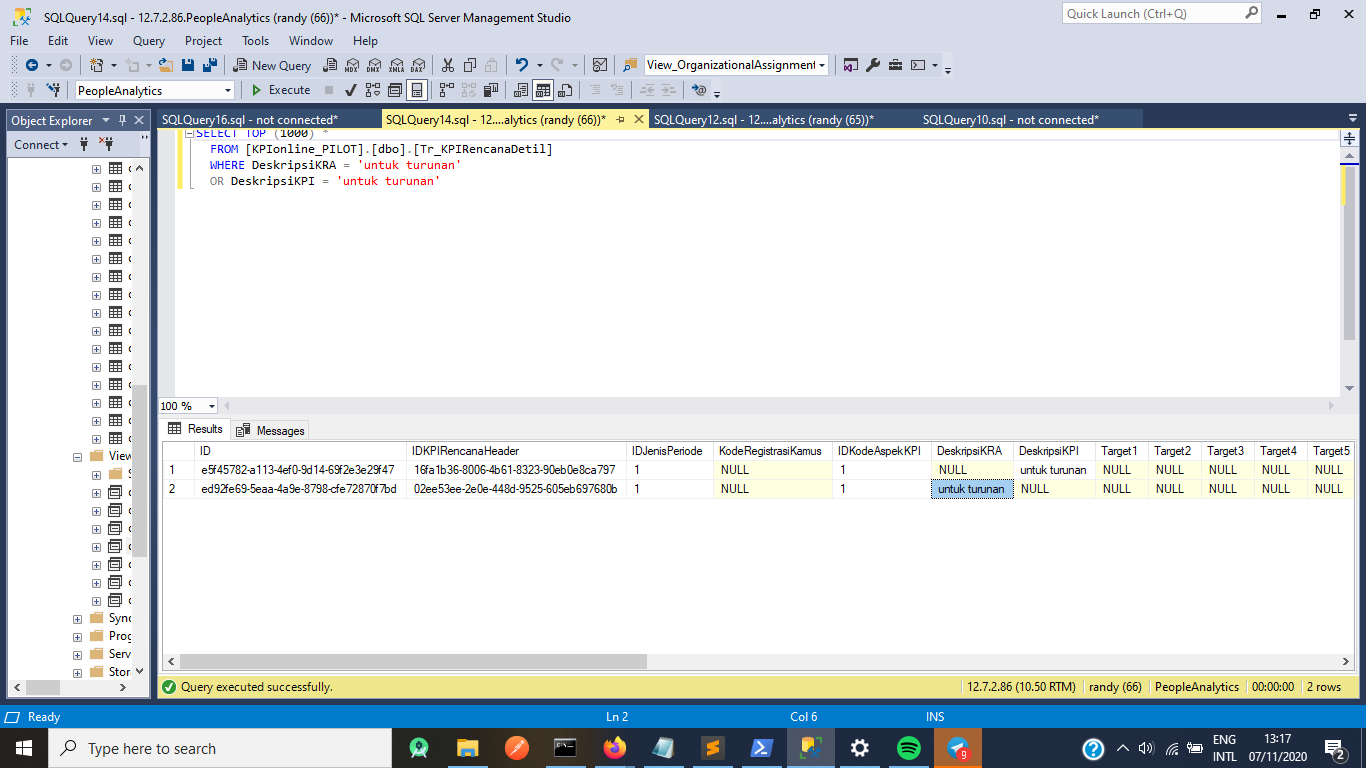 SQLQuery14.sql - 12.7.2.86.PeopleAnalytics (randy (66))* - Microsoft SQL Server Management Studio
Quick Launch (Ctrl+Q)
File Edit View Query Project Tools Window Help
New Query MDX DMX XMLA DAX View_OrganizationalAssignment
PeopleAnalytics Execute
Object Explorer
SQLQuery16.sql - not connected* SQLQuery14.sql - 12....alytics (randy (66))* SQLQuery12.sql - 12....alytics (randy (65))* SQLQuery10.sql - not connected*
Connect
SELECT TOP (1000) *
FROM [KPIonline_PILOT].[dbo].[Tr_KPIRencanaDetil]
WHERE DeskripsiKRA = 'untuk turunan'
OR DeskripsiKPI = 'untuk turunan'
View
Sync
Prog
Serv
Stor
100 %
Results Messages
ID IDKPIRencanaHeader IDJenisPeriode KodeRegistrasiKamus IDKodeAspekKPI DeskripsiKRA DeskripsiKPI Target1 Target2 Target3 Target4 Target5
1 e5f45782-a113-4ef0-9d14-69f2e3e29f47 16fa1b36-8006-4b61-8323-90eb0e8ca797 1 NULL 1 NULL untuk turunan NULL NULL NULL NULL NULL
2 ed92fe69-5eaa-4a9e-8798-cfe72870f7bd 02ee53ee-2e0e-448d-9525-605eb697680b 1 NULL 1 untuk turunan NULL NULL NULL NULL NULL NULL
Query executed successfully. 12.7.2.86 (10.50 RTM) randy (66) PeopleAnalytics 00:00:00 2 rows
Ready Ln 2 Col 6 INS
Type here to search
9
ENG
INTL
13:17
07/11/2020
2